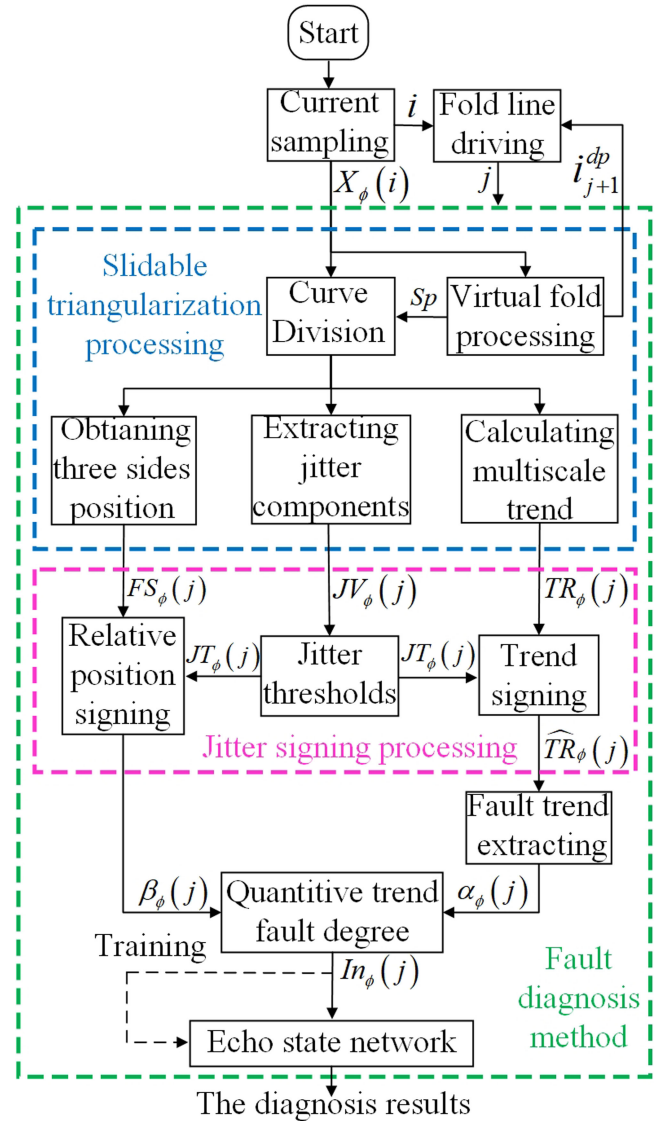 Start
Current
sampling
i
Fold line
driving
X_ϕ(i)
j
i_{j+1}^{dp}
Slidable
triangularization
processing
Curve
Division
Sp
Virtual fold
processing
Obtianing
three sides
position
Extracting
jitter
components
Calculating
multiscale
trend
FS_ϕ(j)
JV_ϕ(j)
TR_ϕ(j)
Relative
position
signing
JT_ϕ(j)
Jitter
thresholds
JT_ϕ(j)
Trend
signing
Jitter signing processing
\widehat{TR}_ϕ(j)
Fault trend
extracting
β_ϕ(j)
Quantitive trend
fault degree
α_ϕ(j)
Training
In_ϕ(j)
Fault
diagnosis
method
Echo state network
The diagnosis results